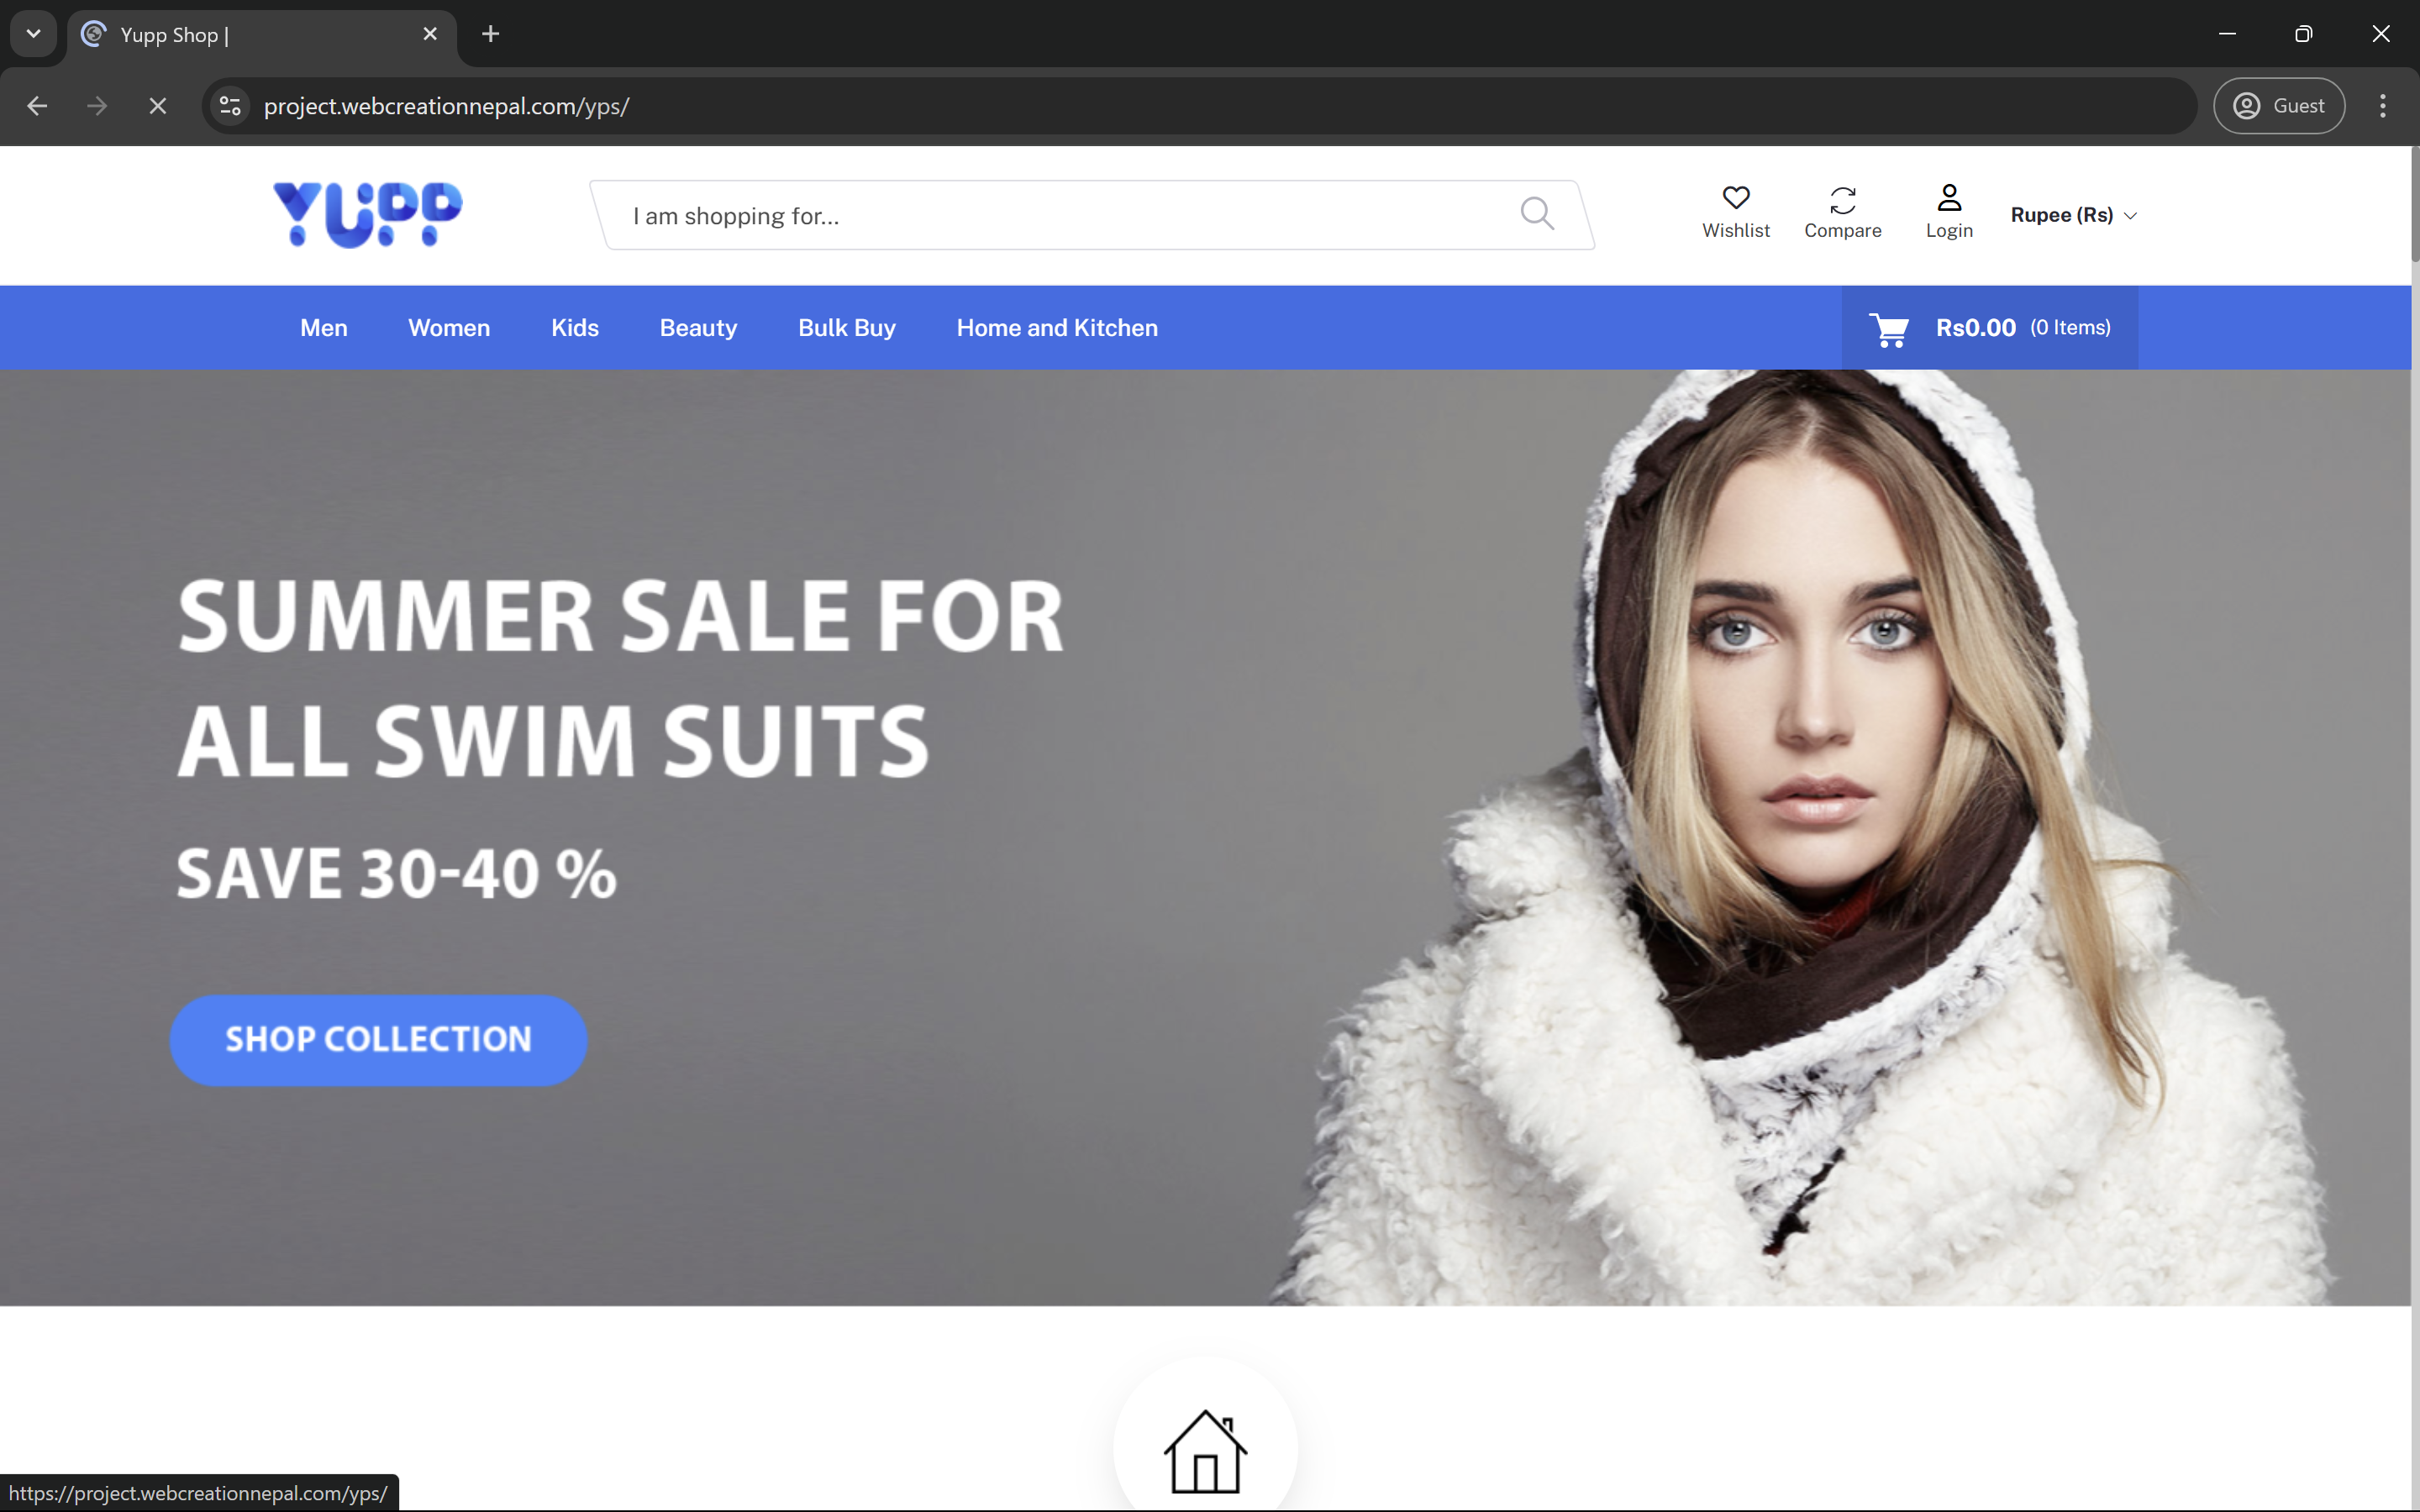 Yupp Shop |
project.webcreationnepal.com/yps/
Guest
YUPP
I am shopping for...
Wishlist
Compare
Login
Rupee (Rs)
Men
Women
Kids
Beauty
Bulk Buy
Home and Kitchen
Rs0.00 (0 Items)
SUMMER SALE FOR
ALL SWIM SUITS
SAVE 30-40 %
SHOP COLLECTION
https://project.webcreationnepal.com/yps/